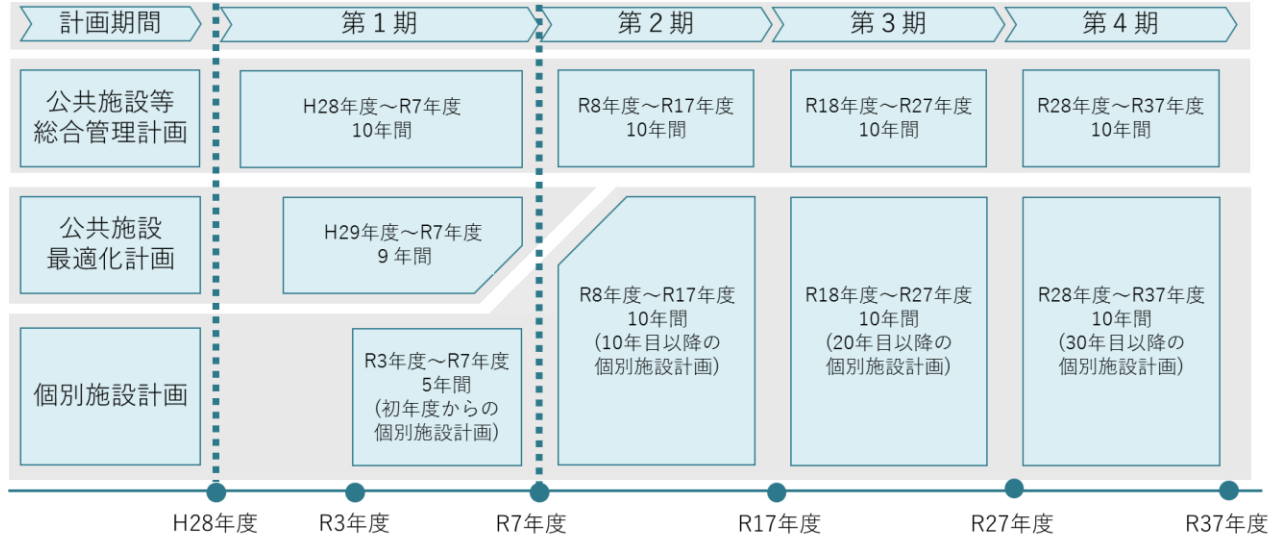 計画期間
第1期
第2期
第3期
第4期
公共施設等
総合管理計画
H28年度～R7年度
10年間
R8年度～R17年度
10年間
R18年度～R27年度
10年間
R28年度～R37年度
10年間
公共施設
最適化計画
H29年度～R7年度
9年間
個別施設計画
R3年度～R7年度
5年間
(初年度からの
個別施設計画)
R8年度～R17年度
10年間
(10年目以降の
個別施設計画)
R18年度～R27年度
10年間
(20年目以降の
個別施設計画)
R28年度～R37年度
10年間
(30年目以降の
個別施設計画)
H28年度
R3年度
R7年度
R17年度
R27年度
R37年度